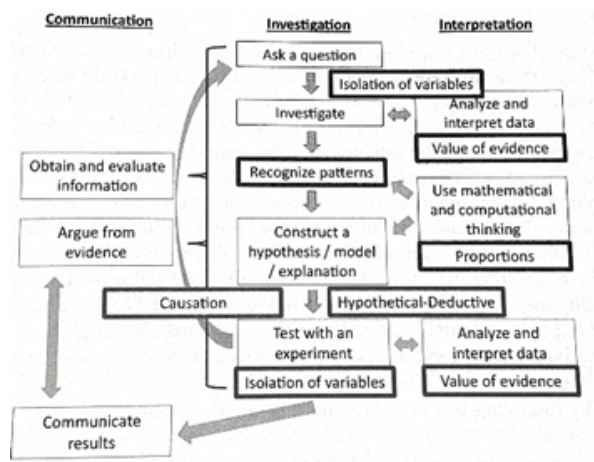 Communication
Investigation
Interpretation
Ask a question
Isolation of variables
Investigate
Analyze and
interpret data
Value of evidence
Obtain and evaluate
information
Recognize patterns
Use mathematical
and computational
thinking
Proportions
Argue from
evidence
Construct a
hypothesis / model
/ explanation
Causation
Hypothetical-Deductive
Test with an
experiment
Isolation of variables
Analyze and
interpret data
Value of evidence
Communicate
results